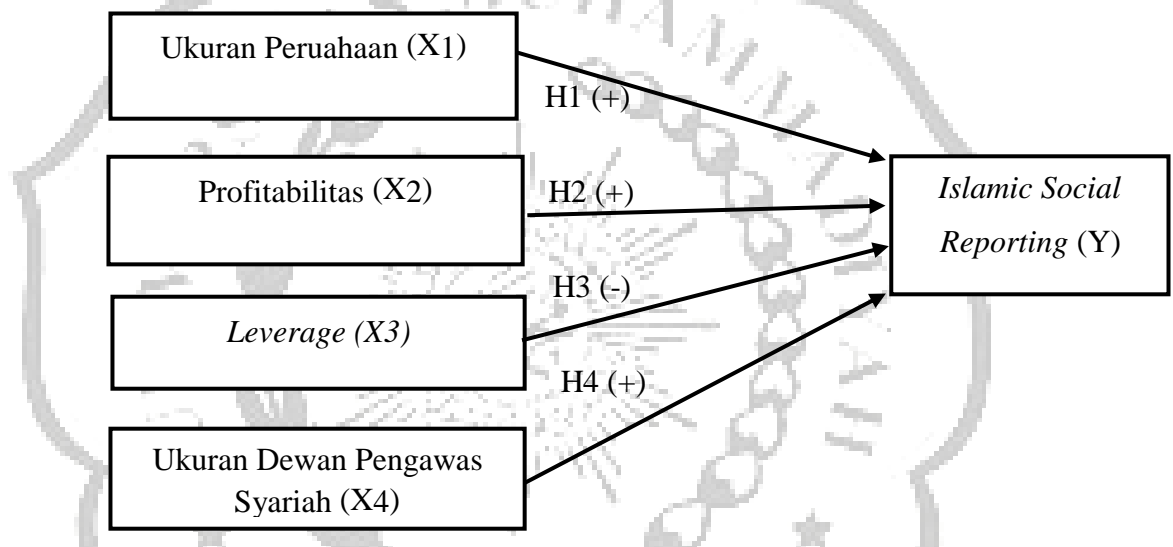 Ukuran Peruahaan (X1)
H1 (+)
Profitabilitas (X2)
H2 (+)
Islamic Social
Reporting (Y)
H3 (-)
Leverage (X3)
H4 (+)
Ukuran Dewan Pengawas
Syariah (X4)